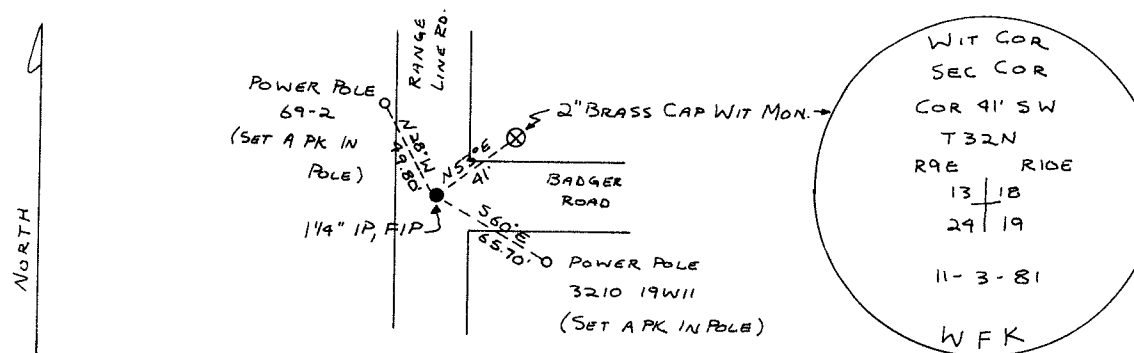 NORTH
RANGE
LINE RD.
POWER POLE
69-2
(SET A PK IN
POLE)
N28°W
49.80'
N53°E
41'
2" BRASS CAP WIT MON.
BADGER
ROAD
1 1/4" IP, FIP
S60°E
65.70'
POWER POLE
3210 19W11
(SET A PK IN POLE)
WIT COR
SEC COR
COR 41' SW
T32N
R9E R10E
13 18
24 19
11-3-81
WFK